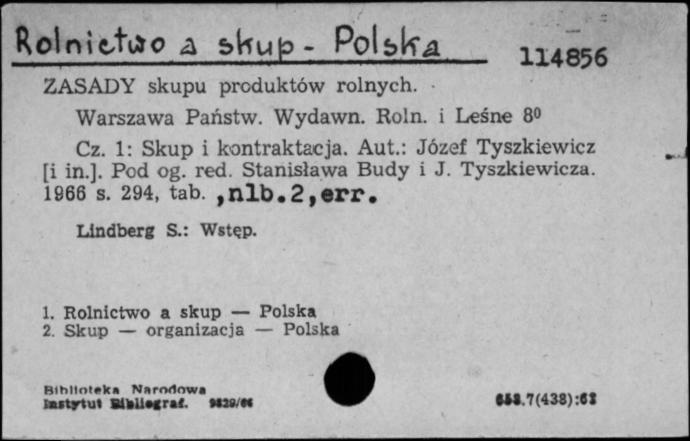 Rolnictwo a skup - Polska
114856
ZASADY skupu produktów rolnych.
Warszawa Państw. Wydawn. Roln. i Leśne 8⁰
Cz. 1: Skup i kontraktacja. Aut.: Józef Tyszkiewicz
[i in.]. Pod og. red. Stanisława Budy i J. Tyszkiewicza.
1966 s. 294, tab. ,nlb.2,err.
Lindberg S.: Wstęp.
1. Rolnictwo a skup — Polska
2. Skup — organizacja — Polska
Biblioteka Narodowa
Instytut Bibliograf. 9829/66
658.7(438):63